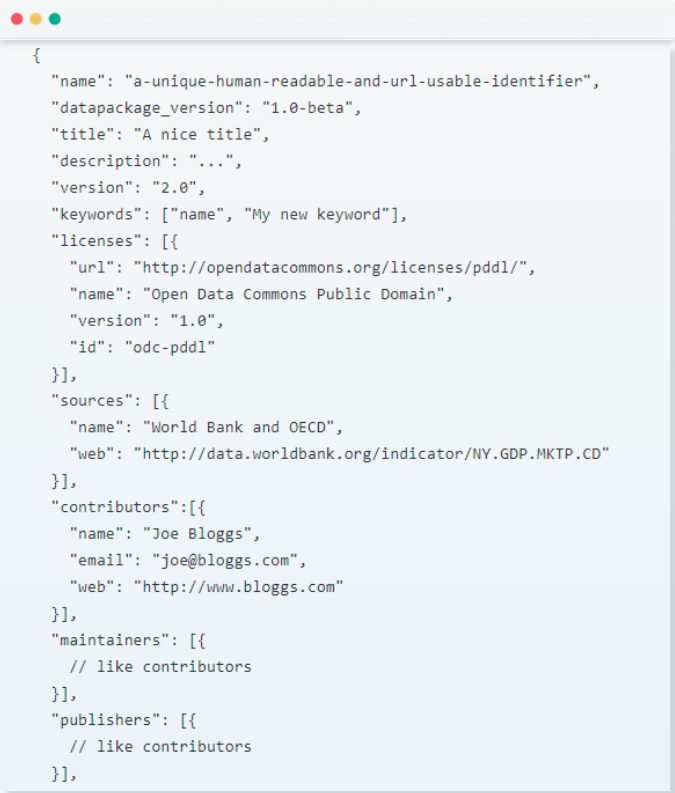 {
"name": "a-unique-human-readable-and-url-usable-identifier",
"datapackage_version": "1.0-beta",
"title": "A nice title",
"description": "...",
"version": "2.0",
"keywords": ["name", "My new keyword"],
"licenses": [{
"url": "http://opendatacommons.org/licenses/pddl/",
"name": "Open Data Commons Public Domain",
"version": "1.0",
"id": "odc-pddl"
}],
"sources": [{
"name": "World Bank and OECD",
"web": "http://data.worldbank.org/indicator/NY.GDP.MKTP.CD"
}],
"contributors":[{
"name": "Joe Bloggs",
"email": "joe@bloggs.com",
"web": "http://www.bloggs.com"
}],
"maintainers": [{
// like contributors
}],
"publishers": [{
// like contributors
}],